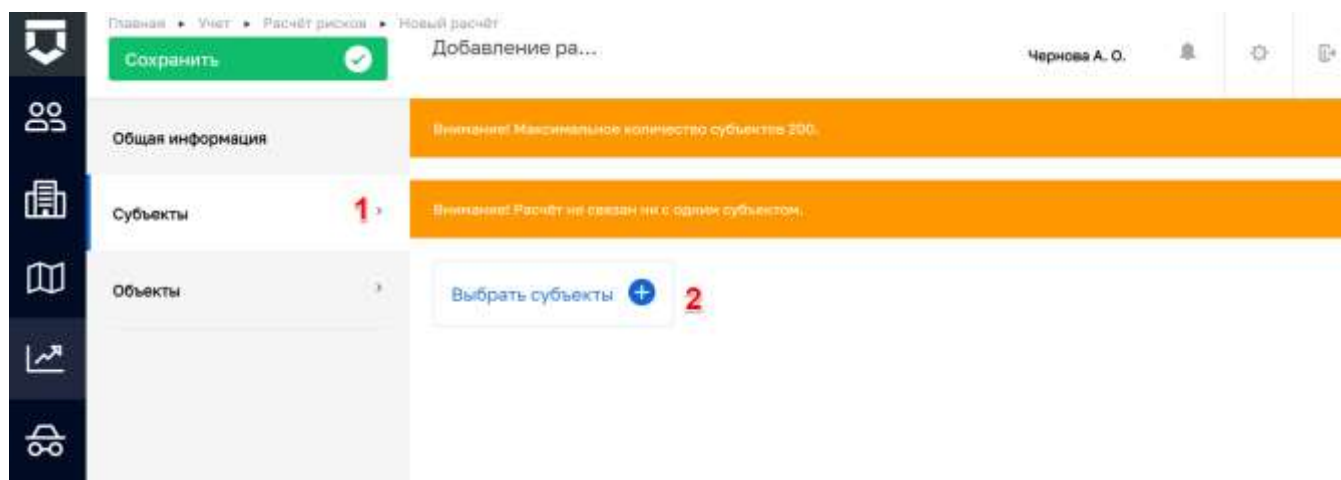 Главная ▸ Учет ▸ Расчёт рисков ▸ Новый расчёт
Сохранить
Добавление ра...
Чернова А. О.
Общая информация
Внимание! Максимальное количество субъектов 200.
Субъекты
1
Внимание! Расчёт не связан ни с одним субъектом.
Объекты
Выбрать субъекты
2